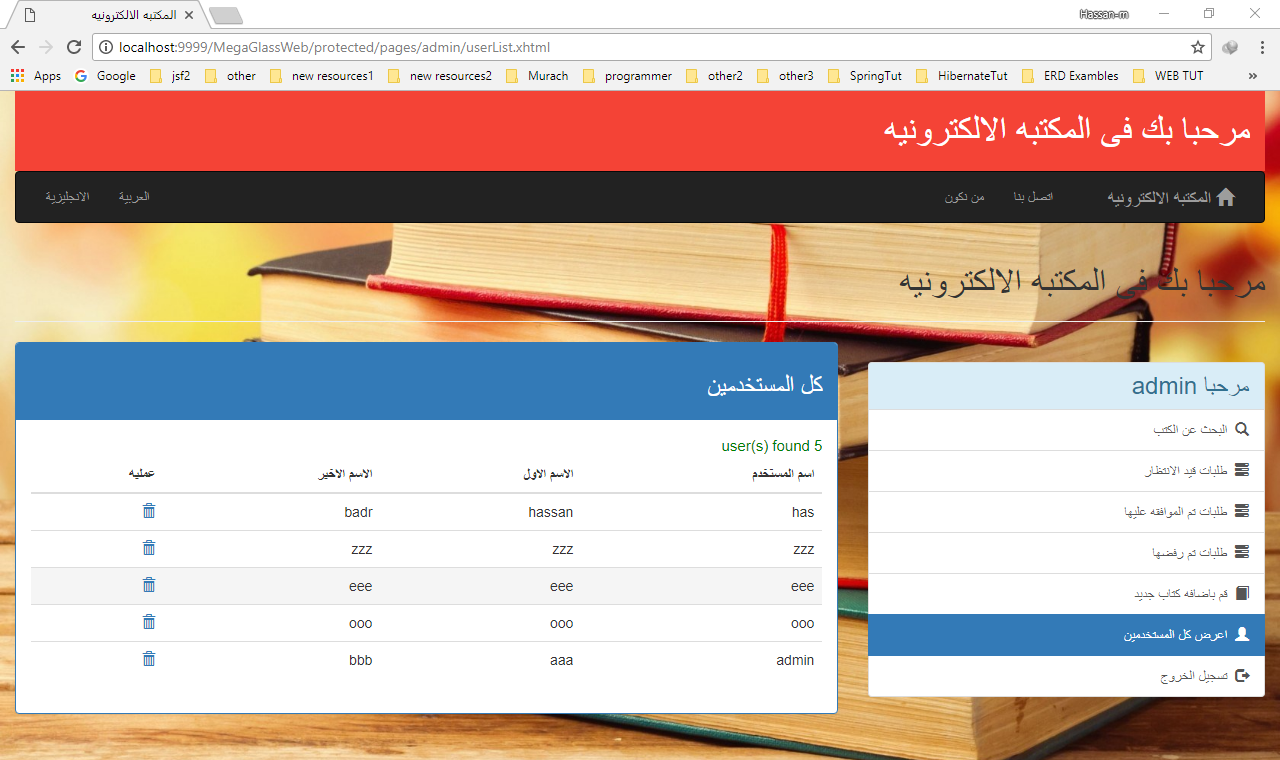 المكتبه الالكترونيه
Hassan-m
localhost:9999/MegaGlassWeb/protected/pages/admin/userList.xhtml
Apps Google jsf2 other new resources1 new resources2 Murach programmer other2 other3 SpringTut HibernateTut ERD Exambles WEB TUT »
مرحبا بك فى المكتبه الالكترونيه
المكتبه الالكترونيه اتصل بنا من نكون العربية الانجليزية
مرحبا بك فى المكتبه الالكترونيه
مرحبا admin
البحث عن الكتب
طلبات قيد الانتظار
طلبات تم الموافقه عليها
طلبات تم رفضها
قم باضافه كتاب جديد
اعرض كل المستخدمين
تسجيل الخروج
كل المستخدمين
user(s) found 5
اسم المستخدم الاسم الاول الاسم الاخير عمليه
has hassan badr
zzz zzz zzz
eee eee eee
ooo ooo ooo
admin aaa bbb